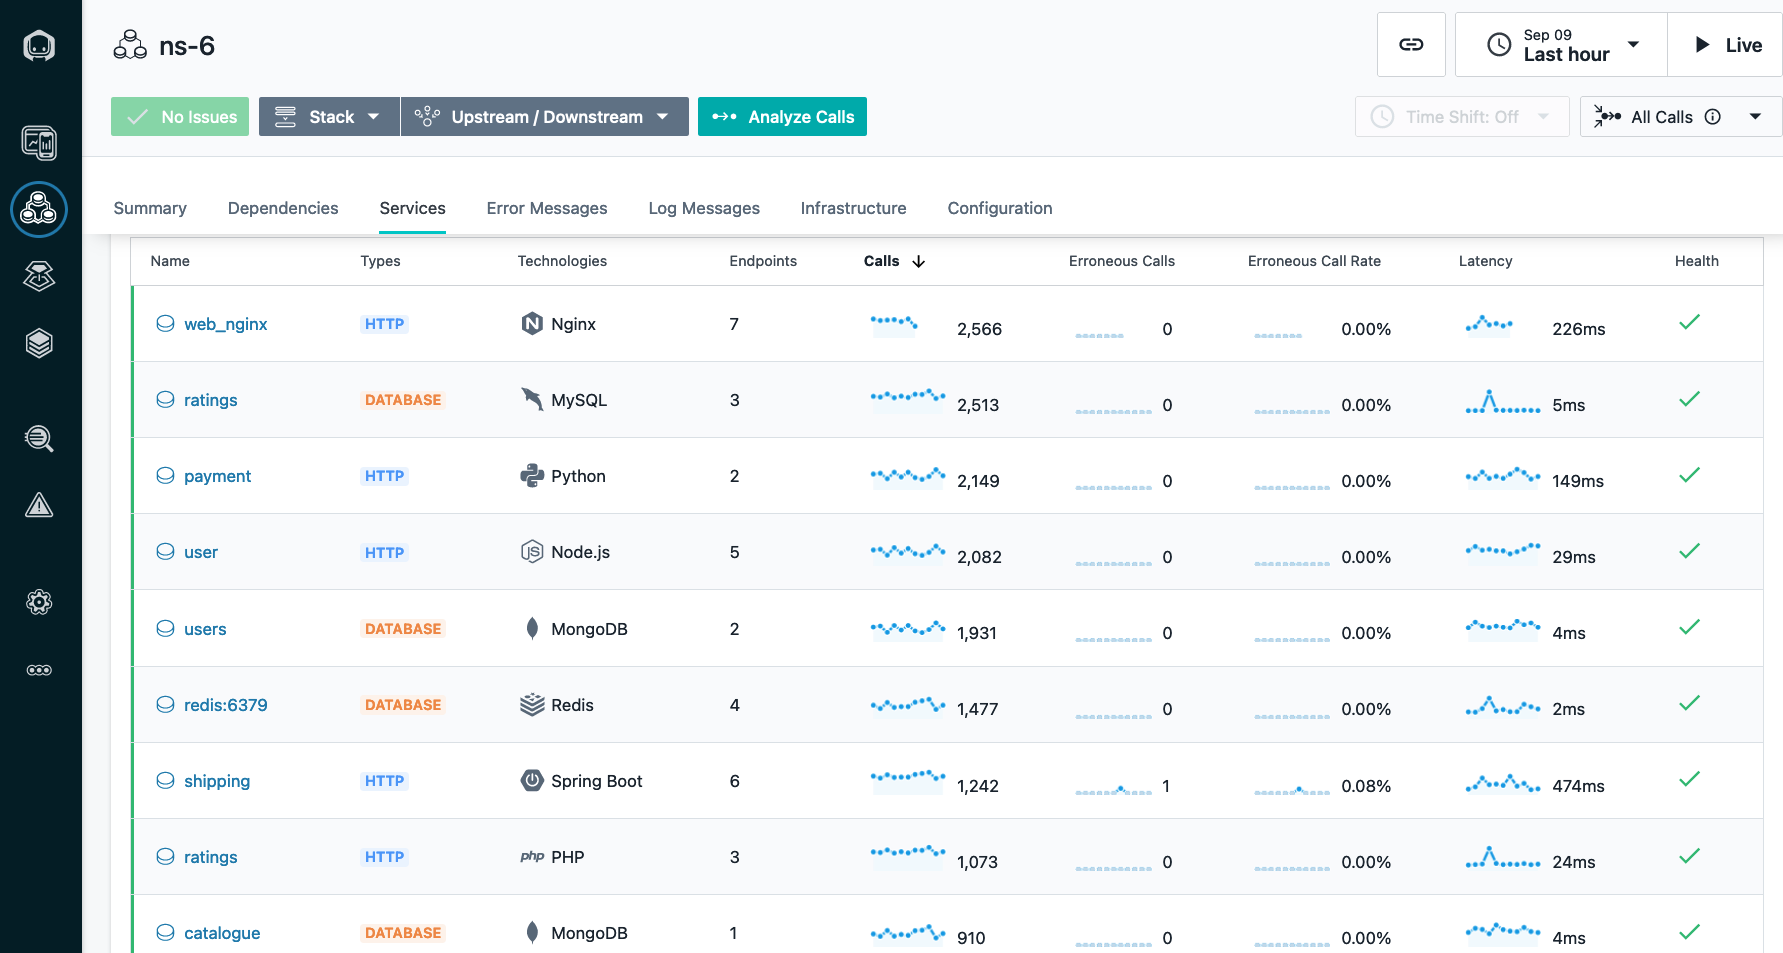 ns-6
Sep 09
Last hour
Live
No Issues
Stack
Upstream / Downstream
Analyze Calls
Time Shift: Off
All Calls
Summary Dependencies Services Error Messages Log Messages Infrastructure Configuration
Name Types Technologies Endpoints Calls Erroneous Calls Erroneous Call Rate Latency Health
web_nginx HTTP Nginx 7 2,566 0 0.00% 226ms
ratings DATABASE MySQL 3 2,513 0 0.00% 5ms
payment HTTP Python 2 2,149 0 0.00% 149ms
user HTTP JS Node.js 5 2,082 0 0.00% 29ms
users DATABASE MongoDB 2 1,931 0 0.00% 4ms
redis:6379 DATABASE Redis 4 1,477 0 0.00% 2ms
shipping HTTP Spring Boot 6 1,242 1 0.08% 474ms
ratings HTTP php PHP 3 1,073 0 0.00% 24ms
catalogue DATABASE MongoDB 1 910 0 0.00% 4ms